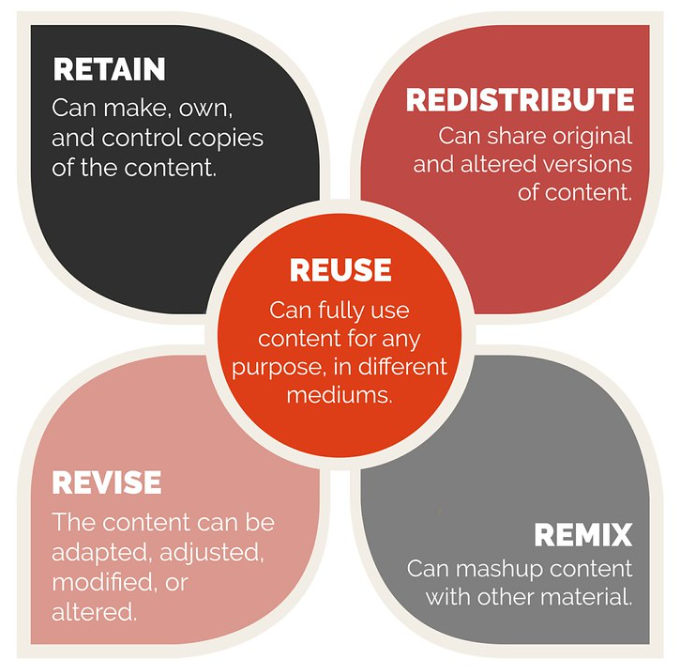 RETAIN
Can make, own,
and control copies
of the content.
REDISTRIBUTE
Can share original
and altered versions
of content.
REUSE
Can fully use
content for any
purpose, in different
mediums.
REVISE
The content can be
adapted, adjusted,
modified, or
altered.
REMIX
Can mashup content
with other material.